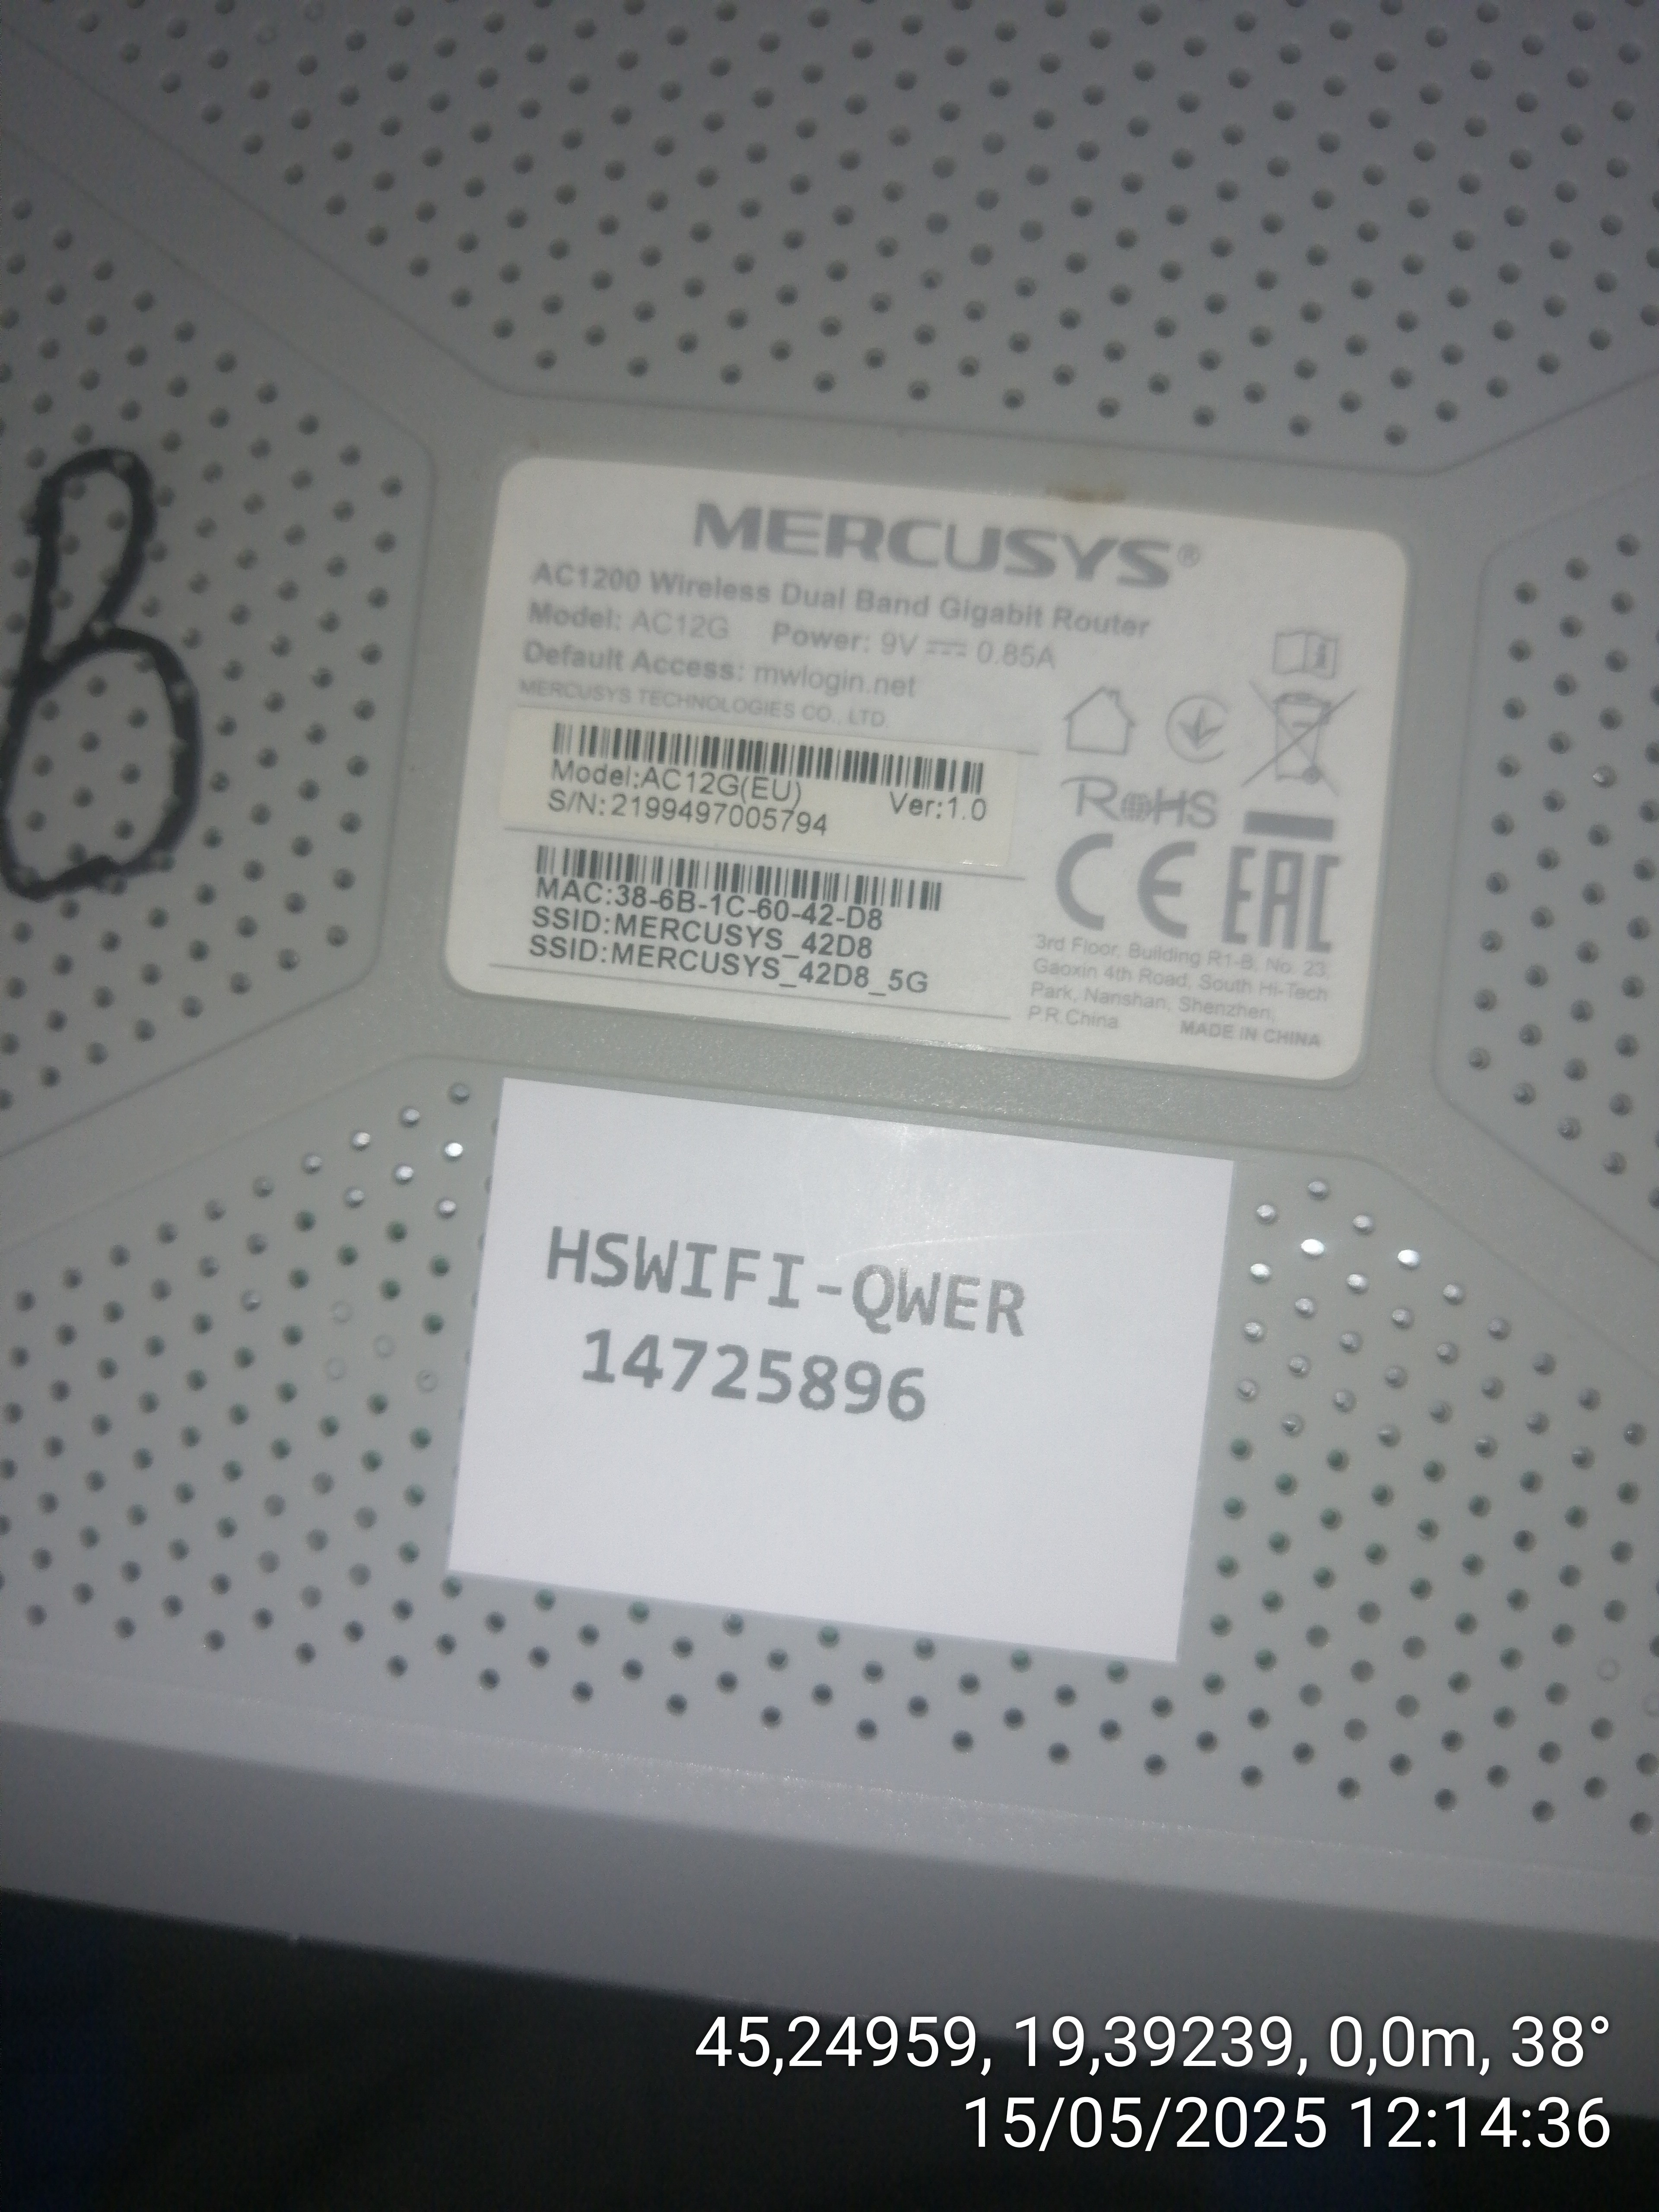 MERCUSYS®
AC1200 Wireless Dual Band Gigabit Router
Model: AC12G Power: 9V ⎓ 0.85A
Default Access: mwlogin.net
MERCUSYS TECHNOLOGIES CO., LTD.
Model:AC12G(EU)
S/N:2199497005794 Ver:1.0
MAC:38-6B-1C-60-42-D8
SSID:MERCUSYS_42D8
SSID:MERCUSYS_42D8_5G
RoHS
CE EAC
3rd Floor, Building R1-B, No. 23,
Gaoxin 4th Road, South Hi-Tech
Park, Nanshan, Shenzhen,
P.R.China MADE IN CHINA
HSWIFI-QWER
14725896
45,24959, 19,39239, 0,0m, 38°
15/05/2025 12:14:36